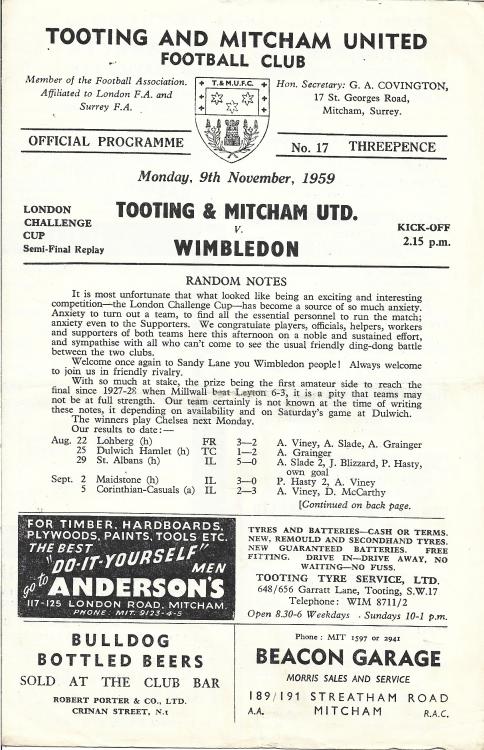 TOOTING AND MITCHAM UNITED
FOOTBALL CLUB
Member of the Football Association.
Affiliated to London F.A. and
Surrey F.A.
T. & M.U.F.C.
Hon. Secretary: G. A. COVINGTON,
17 St. Georges Road,
Mitcham, Surrey.
OFFICIAL PROGRAMME
No. 17 THREEPENCE
Monday, 9th November, 1959
LONDON
CHALLENGE
CUP
Semi-Final Replay
TOOTING & MITCHAM UTD.
v.
WIMBLEDON
KICK-OFF
2.15 p.m.
RANDOM NOTES
It is most unfortunate that what looked like being an exciting and interesting
competition—the London Challenge Cup—has become a source of so much anxiety.
Anxiety to turn out a team, to find all the essential personnel to run the match;
anxiety even to the Supporters. We congratulate players, officials, helpers, workers
and supporters of both teams here this afternoon on a noble and sustained effort,
and sympathise with all who can't come to see the usual friendly ding-dong battle
between the two clubs.
Welcome once again to Sandy Lane you Wimbledon people! Always welcome
to join us in friendly rivalry.
With so much at stake, the prize being the first amateur side to reach the
final since 1927-28 when Millwall beat Leyton 6-3, it is a pity that teams may
not be at full strength. Our team certainly is not known at the time of writing
these notes, it depending on availability and on Saturday's game at Dulwich.
The winners play Chelsea next Monday.
Our results to date:—
Aug. 22 Lohberg (h) FR 3—2 A. Viney, A. Slade, A. Grainger
25 Dulwich Hamlet (h) TC 1—2 A. Grainger
29 St. Albans (h) IL 5—0 A. Slade 2, J. Blizzard, P. Hasty,
own goal
Sept. 2 Maidstone (h) IL 3—0 P. Hasty 2, A. Viney
5 Corinthian-Casuals (a) IL 2—3 A. Viney, D. McCarthy
[Continued on back page.
FOR TIMBER, HARDBOARDS,
PLYWOODS, PAINTS, TOOLS ETC.
THE BEST
"DO-IT-YOURSELF"
MEN
go to ANDERSON'S
117-125 LONDON ROAD, MITCHAM.
PHONE: MIT. 9123-4-5
TYRES AND BATTERIES—CASH OR TERMS.
NEW, REMOULD AND SECONDHAND TYRES.
NEW GUARANTEED BATTERIES. FREE
FITTING. DRIVE IN—DRIVE AWAY, NO
WAITING—NO FUSS.
TOOTING TYRE SERVICE, LTD.
648/656 Garratt Lane, Tooting, S.W.17
Telephone: WIM 8711/2
Open 8.30-6 Weekdays . Sundays 10-1 p.m.
BULLDOG
BOTTLED BEERS
SOLD AT THE CLUB BAR
ROBERT PORTER & CO., LTD.
CRINAN STREET, N.1
Phone: MIT 1597 or 2941
BEACON GARAGE
MORRIS SALES AND SERVICE
189/191 STREATHAM ROAD
A.A. MITCHAM R.A.C.